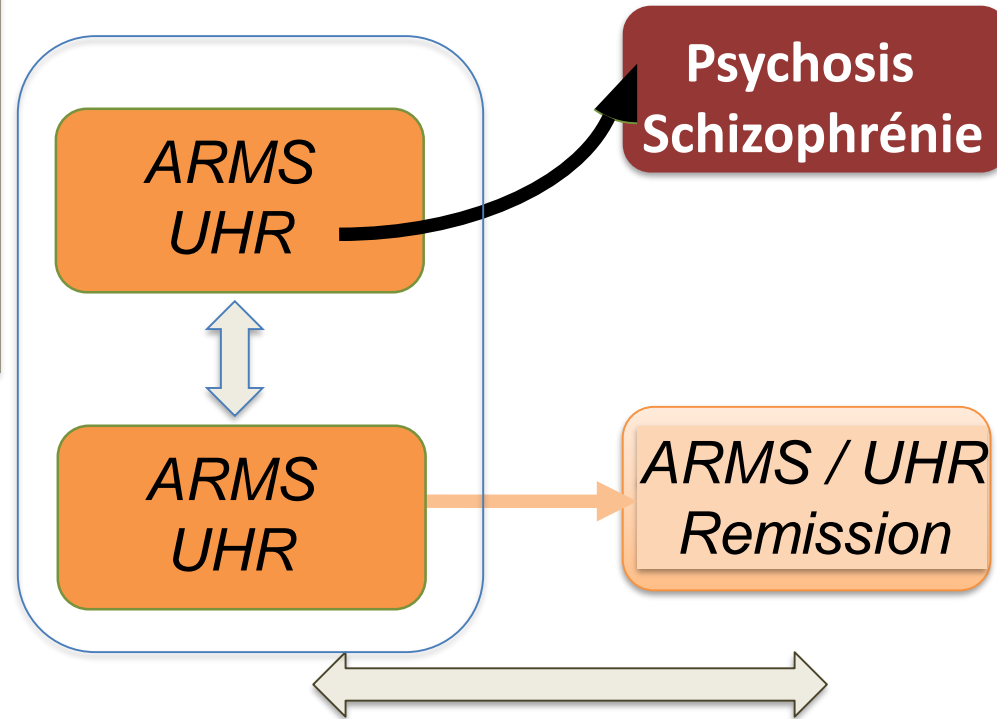 Psychosis
Schizophrénie
ARMS
UHR
ARMS
UHR
ARMS / UHR
Remission